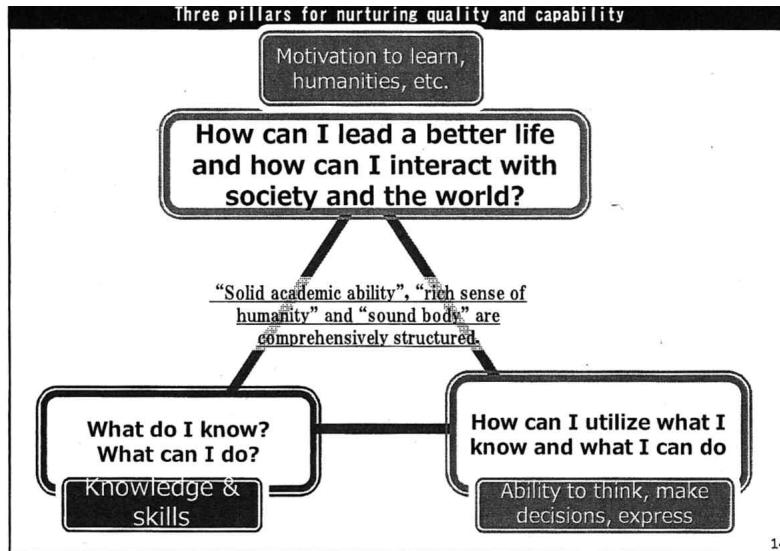 Three pillars for nurturing quality and capability
Motivation to learn,
humanities, etc.
How can I lead a better life
and how can I interact with
society and the world?
“Solid academic ability”, “rich sense of
humanity” and “sound body” are
comprehensively structured.
What do I know?
What can I do?
Knowledge &
skills
How can I utilize what I
know and what I can do
Ability to think, make
decisions, express